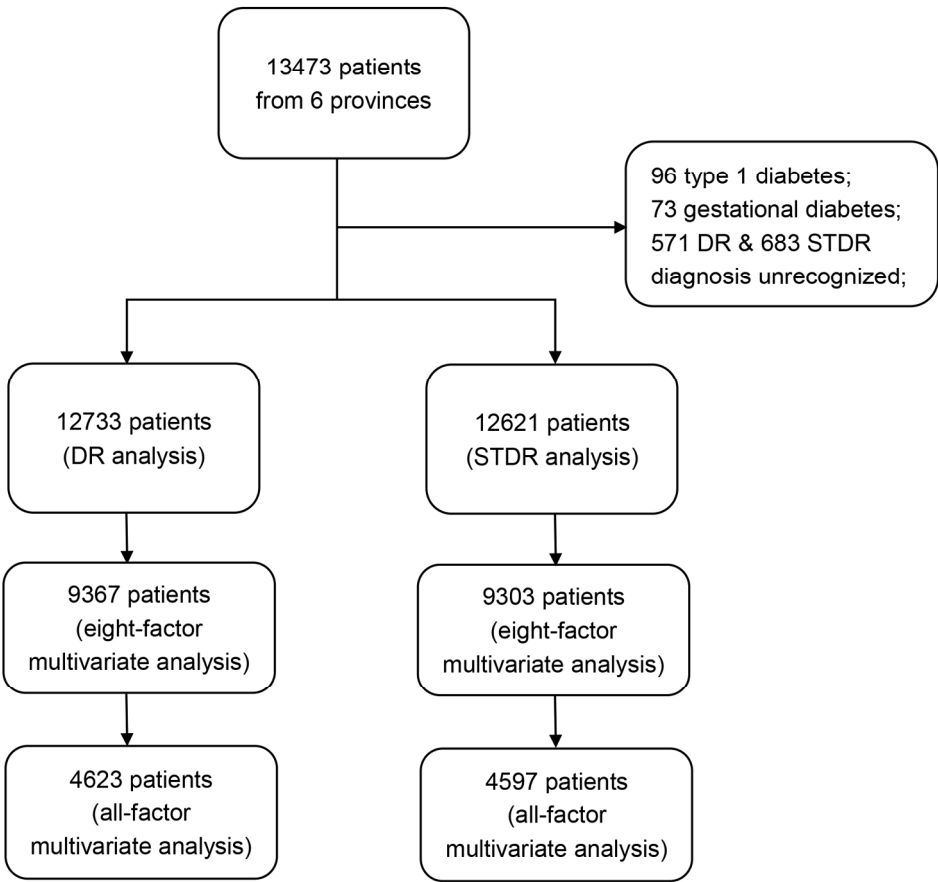 13473 patients
from 6 provinces
96 type 1 diabetes;
73 gestational diabetes;
571 DR & 683 STDR
diagnosis unrecognized;
12733 patients
(DR analysis)
12621 patients
(STDR analysis)
9367 patients
(eight-factor
multivariate analysis)
9303 patients
(eight-factor
multivariate analysis)
4623 patients
(all-factor
multivariate analysis)
4597 patients
(all-factor
multivariate analysis)